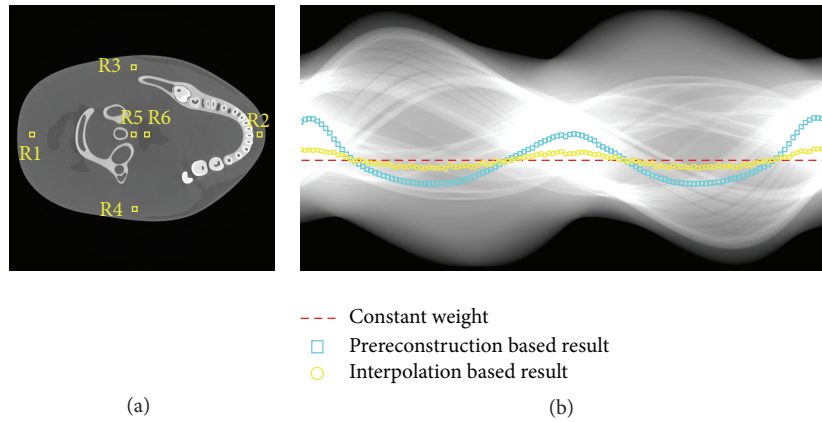 R3
R5 R6
R2
R1
R4
Constant weight
Prereconstruction based result
Interpolation based result
(a)
(b)